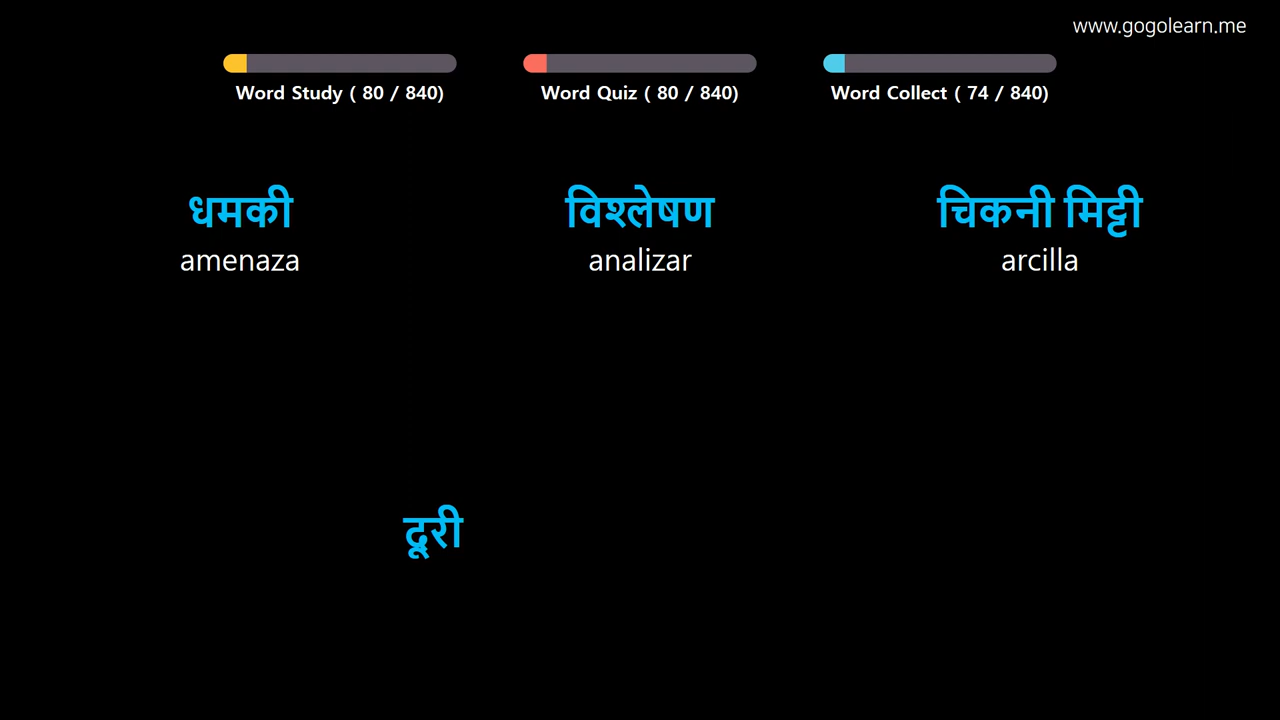 www.gogolearn.me
Word Study ( 80 / 840)
Word Quiz ( 80 / 840)
Word Collect ( 74 / 840)
धमकी
amenaza
विश्लेषण
analizar
चिकनी मिट्टी
arcilla
दूरी